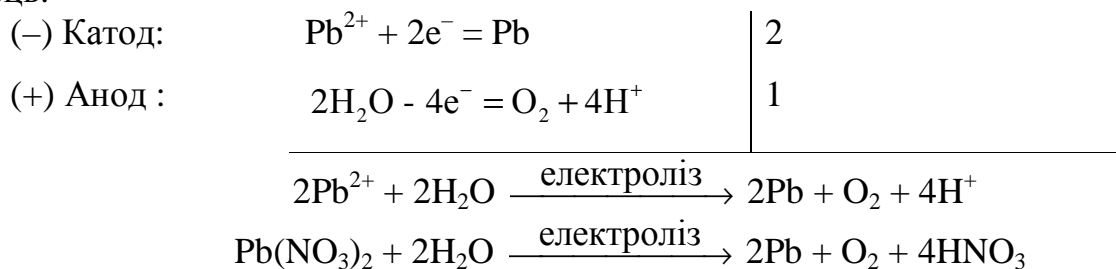 (–) Катод: Pb²⁺ + 2e⁻ = Pb 2
(+) Анод : 2H₂O - 4e⁻ = O₂ + 4H⁺ 1
2Pb²⁺ + 2H₂O електроліз → 2Pb + O₂ + 4H⁺
Pb(NO₃)₂ + 2H₂O електроліз → 2Pb + O₂ + 4HNO₃